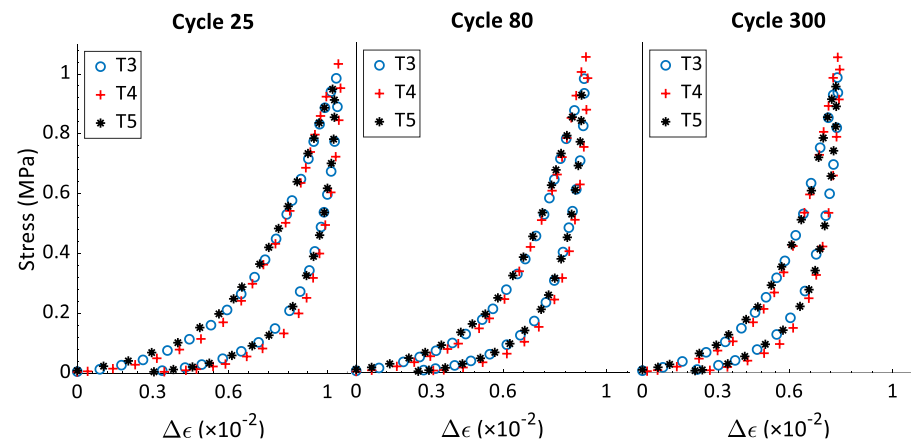 Cycle 25
Cycle 80
Cycle 300
T3
T4
T5
T3
T4
T5
T3
T4
T5
Stress (MPa)
1
0.8
0.6
0.4
0.2
0
0 0.3 0.6 1
0 0.3 0.6
0 0.3 0.6 1
Δϵ (×10⁻²)
Δϵ (×10⁻²)
Δϵ (×10⁻²)